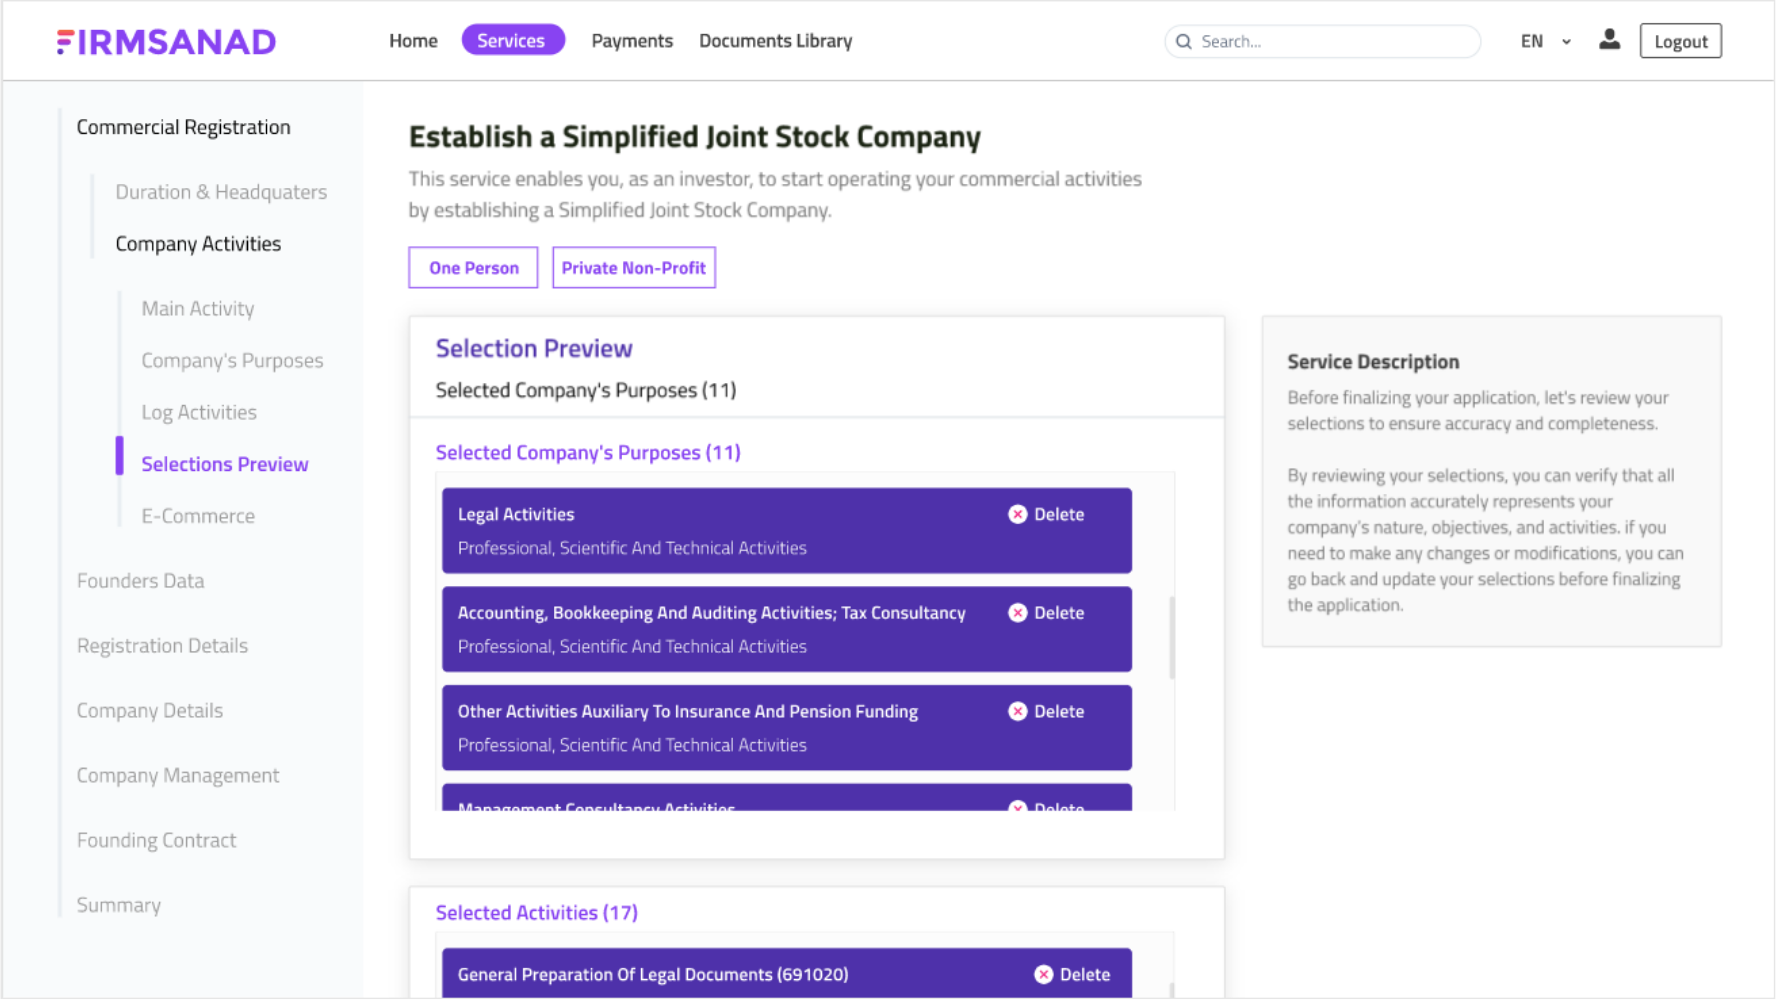 FIRMSANAD
Home
Services
Payments
Documents Library
Search...
EN
Logout
Commercial Registration
Duration & Headquaters
Company Activities
Main Activity
Company's Purposes
Log Activities
Selections Preview
E-Commerce
Founders Data
Registration Details
Company Details
Company Management
Founding Contract
Summary
Establish a Simplified Joint Stock Company
This service enables you, as an investor, to start operating your commercial activities
by establishing a Simplified Joint Stock Company.
One Person
Private Non-Profit
Selection Preview
Selected Company's Purposes (11)
Selected Company's Purposes (11)
Legal Activities
Delete
Professional, Scientific And Technical Activities
Accounting, Bookkeeping And Auditing Activities; Tax Consultancy
Delete
Professional, Scientific And Technical Activities
Other Activities Auxiliary To Insurance And Pension Funding
Delete
Professional, Scientific And Technical Activities
Management Consultancy Activities
Delete
Selected Activities (17)
General Preparation Of Legal Documents (691020)
Delete
Service Description
Before finalizing your application, let's review your
selections to ensure accuracy and completeness.
By reviewing your selections, you can verify that all
the information accurately represents your
company's nature, objectives, and activities. if you
need to make any changes or modifications, you can
go back and update your selections before finalizing
the application.